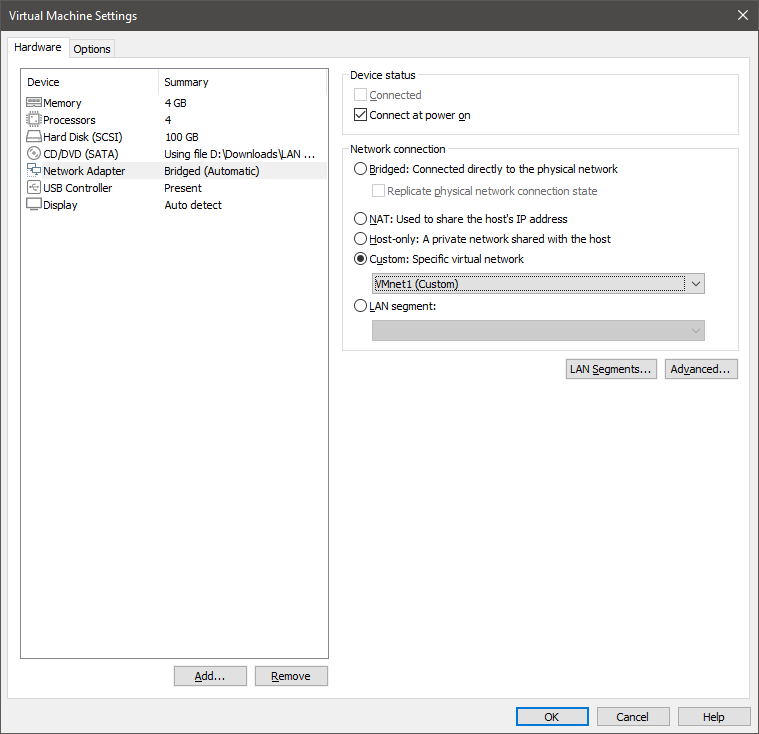 Virtual Machine Settings
Hardware Options
Device Summary
Memory 4 GB
Processors 4
Hard Disk (SCSI) 100 GB
CD/DVD (SATA) Using file D:\Downloads\LAN ...
Network Adapter Bridged (Automatic)
USB Controller Present
Display Auto detect
Add... Remove
Device status
Connected
Connect at power on
Network connection
Bridged: Connected directly to the physical network
Replicate physical network connection state
NAT: Used to share the host's IP address
Host-only: A private network shared with the host
Custom: Specific virtual network
VMnet1 (Custom)
LAN segment:
LAN Segments... Advanced...
OK Cancel Help